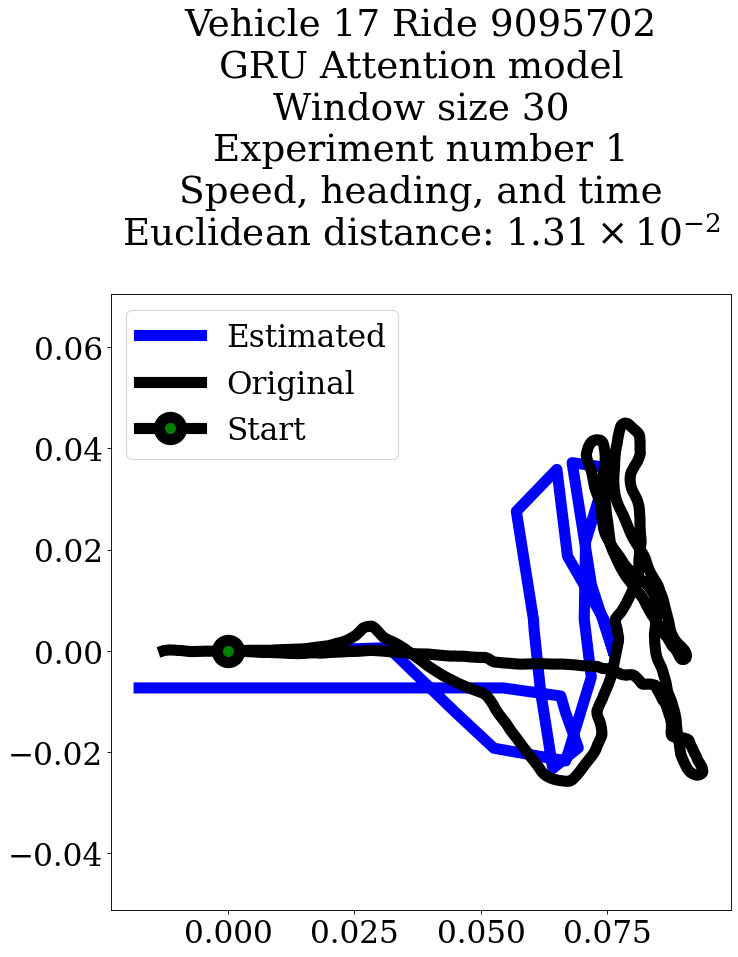 Vehicle 17 Ride 9095702
GRU Attention model
Window size 30
Experiment number 1
Speed, heading, and time
Euclidean distance: 1.31 × 10⁻²
Estimated
Original
Start
0.06
0.04
0.02
0.00
−0.02
−0.04
0.000 0.025 0.050 0.075